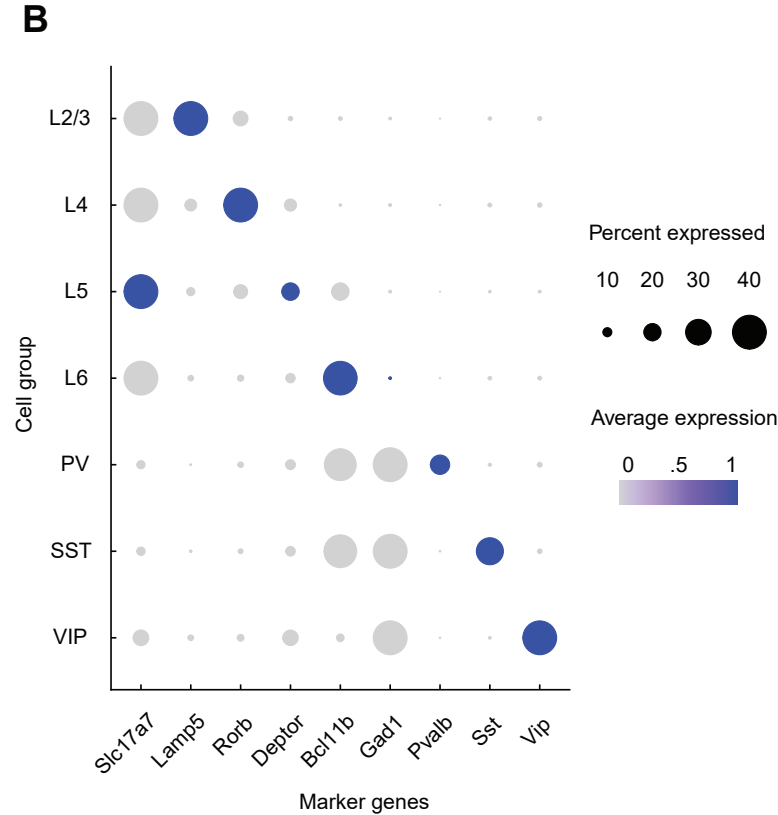 B
L2/3
L4
L5
L6
PV
SST
VIP
Cell group
Slc17a7
Lamp5
Rorb
Deptor
Bcl11b
Gad1
Pvalb
Sst
Vip
Marker genes
Percent expressed
10 20 30 40
Average expression
0 .5 1